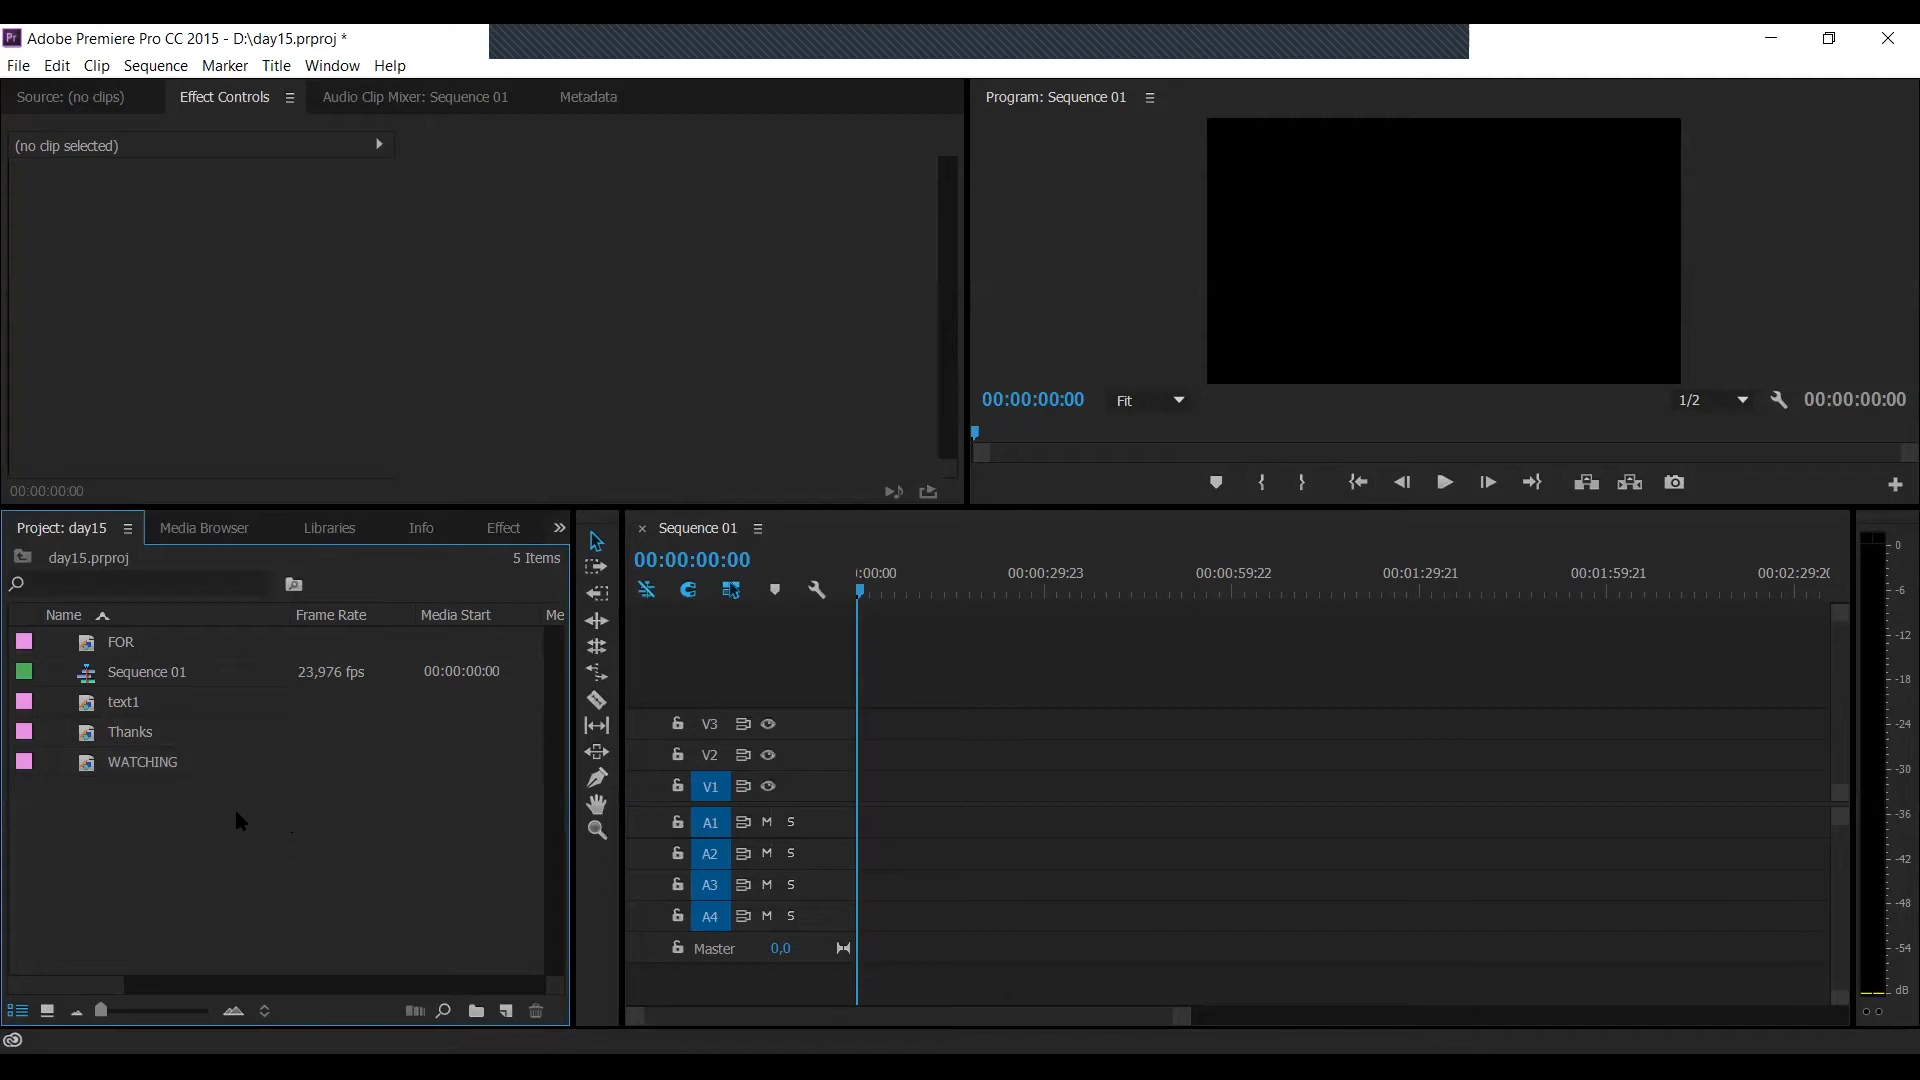 Pr Adobe Premiere Pro CC 2015 - D:\day15.prproj *
File Edit Clip Sequence Marker Title Window Help
Source: (no clips) Effect Controls Audio Clip Mixer: Sequence 01 Metadata
(no clip selected)
00:00:00:00
Program: Sequence 01
00:00:00:00 Fit 1/2 00:00:00:00
Project: day15 Media Browser Libraries Info Effect
day15.prproj 5 Items
Name Frame Rate Media Start Me
FOR
Sequence 01 23,976 fps 00:00:00:00
text1
Thanks
WATCHING
Sequence 01
00:00:00:00
:00:00 00:00:29:23 00:00:59:22 00:01:29:21 00:01:59:21 00:02:29:20
V3
V2
V1
A1 M S
A2 M S
A3 M S
A4 M S
Master 0,0
0
-6
-12
-18
-24
-30
-36
-42
-48
-54
dB